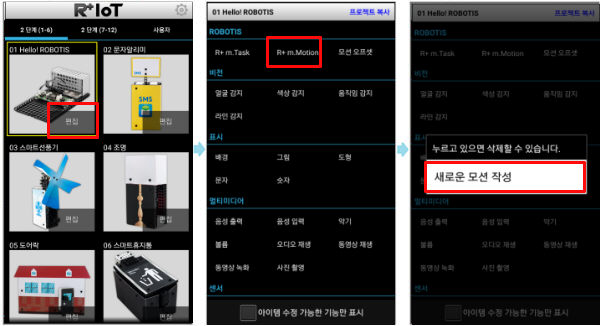 R+IoT
2 단계 (1-6) 2 단계 (7-12) 사용자
01 Hello! ROBOTIS 02 문자알리미
SMS
편집 편집
03 스마트선풍기 04 조명
편집 편집
05 도어락 06 스마트휴지통
편집 편집
01 Hello! ROBOTIS 프로젝트 복사
ROBOTIS
R+ m.Task R+ m.Motion 모션 오프셋
비전
얼굴 감지 색상 감지 움직임 감지
라인 감지
표시
배경 그림 도형
문자 숫자
멀티미디어
음성 출력 음성 입력 악기
볼륨 오디오 재생 동영상 재생
동영상 녹화 사진 촬영
센서
아이템 수정 가능한 기능만 표시
01 Hello! ROBOTIS 프로젝트 복사
ROBOTIS
R+ m.Task R+ m.Motion 모션 오프셋
비전
얼굴 감지 색상 감지 움직임 감지
누르고 있으면 삭제할 수 있습니다.
새로운 모션 작성
멀티미디어
음성 출력 음성 입력 악기
볼륨 오디오 재생 동영상 재생
동영상 녹화 사진 촬영
센서
아이템 수정 가능한 기능만 표시